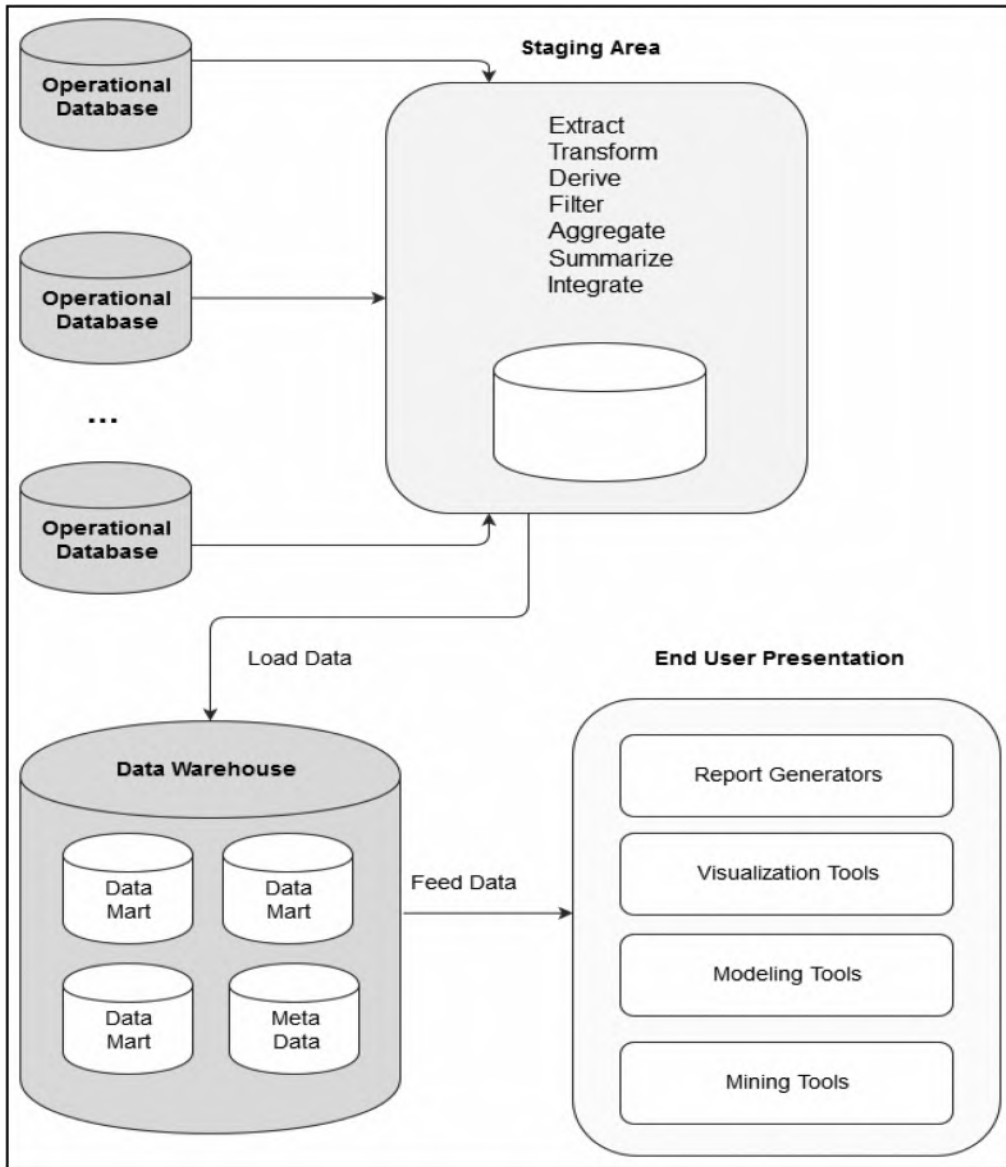 Staging Area
Operational
Database
Extract
Transform
Derive
Filter
Aggregate
Summarize
Integrate
Operational
Database
...
Operational
Database
Load Data
End User Presentation
Data Warehouse
Report Generators
Visualization Tools
Data
Mart
Data
Mart
Feed Data
Modeling Tools
Data
Mart
Meta
Data
Mining Tools